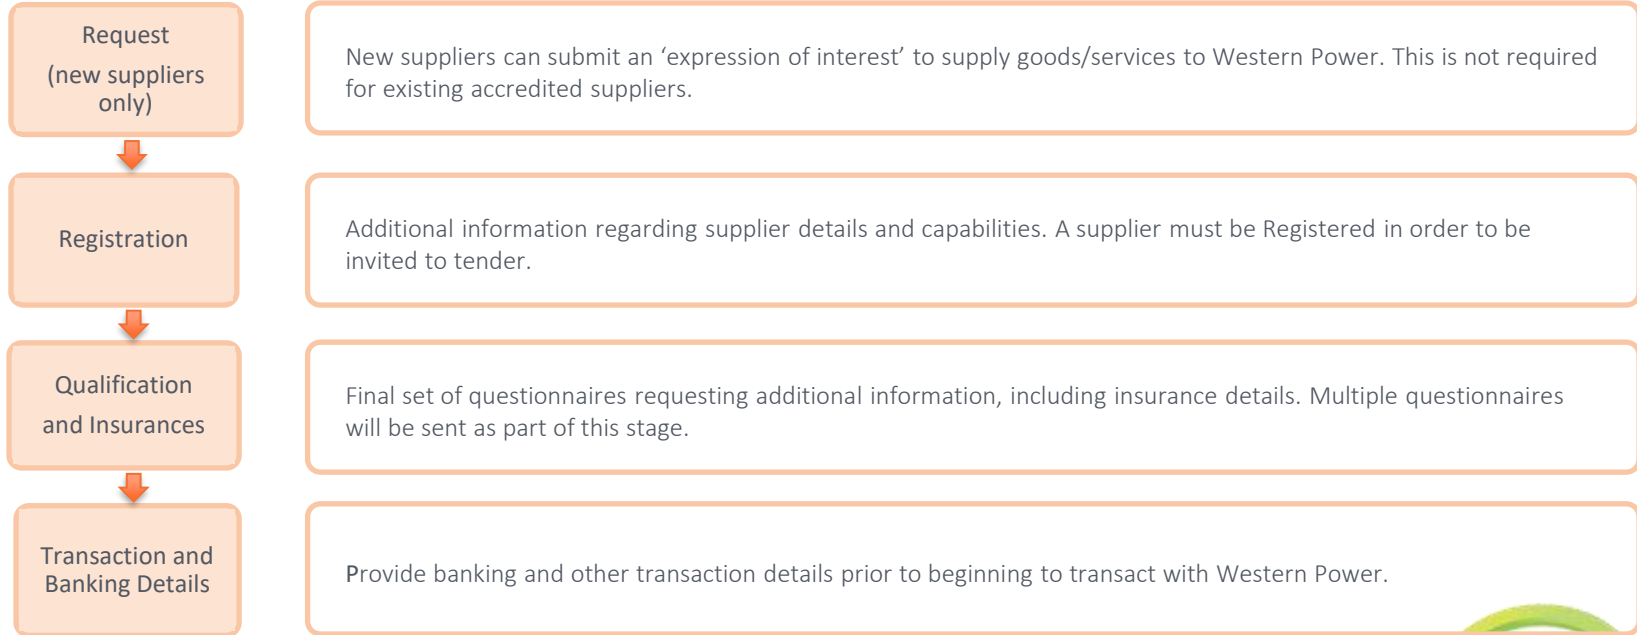 Request
(new suppliers
only)
New suppliers can submit an ‘expression of interest’ to supply goods/services to Western Power. This is not required
for existing accredited suppliers.
Registration
Additional information regarding supplier details and capabilities. A supplier must be Registered in order to be
invited to tender.
Qualification
and Insurances
Final set of questionnaires requesting additional information, including insurance details. Multiple questionnaires
will be sent as part of this stage.
Transaction and
Banking Details
Provide banking and other transaction details prior to beginning to transact with Western Power.